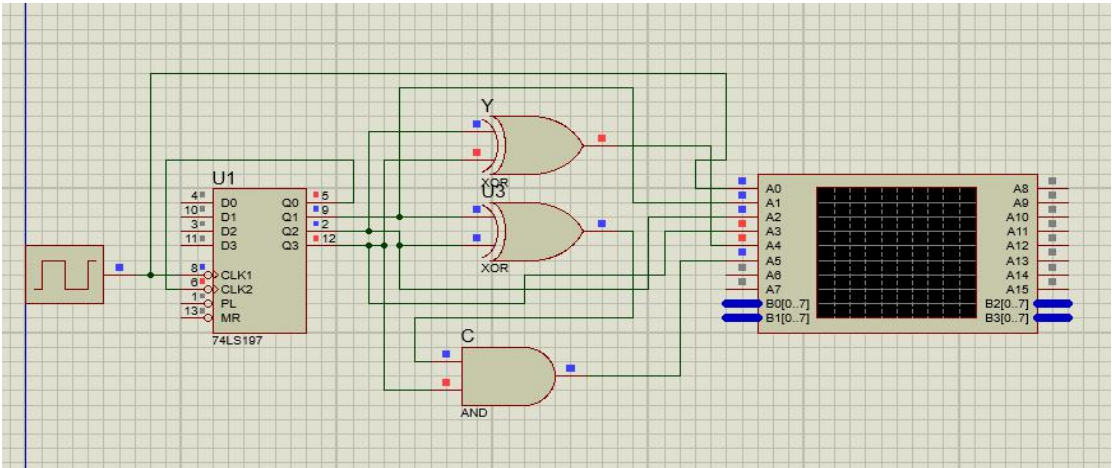 Y
XOR
U1
4 D0 Q0 5
10 D1 Q1 9
3 D2 Q2 2
11 D3 Q3 12
8 CLK1
6 CLK2
1 PL
13 MR
74LS197
U3
XOR
C
AND
A0 A8
A1 A9
A2 A10
A3 A11
A4 A12
A5 A13
A6 A14
A7 A15
B0[0..7] B2[0..7]
B1[0..7] B3[0..7]